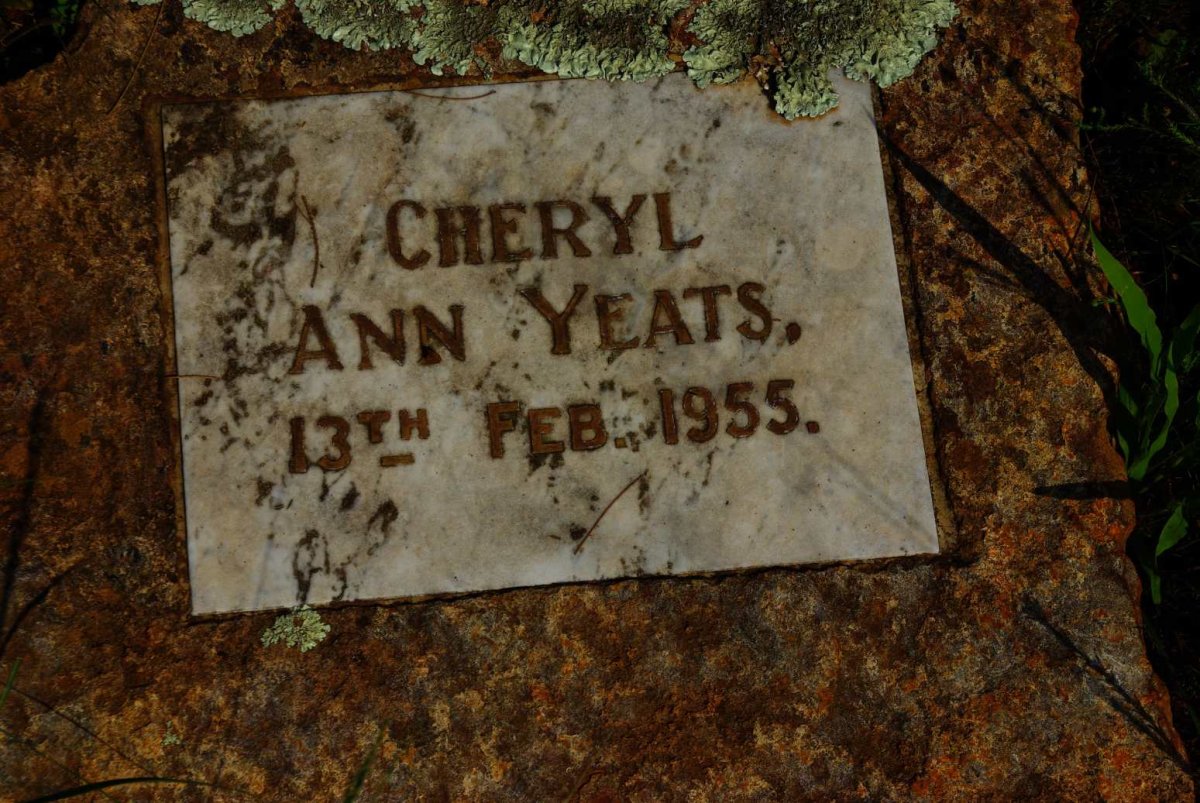 CHERYL
ANN YEATS,
13TH FEB. 1955.